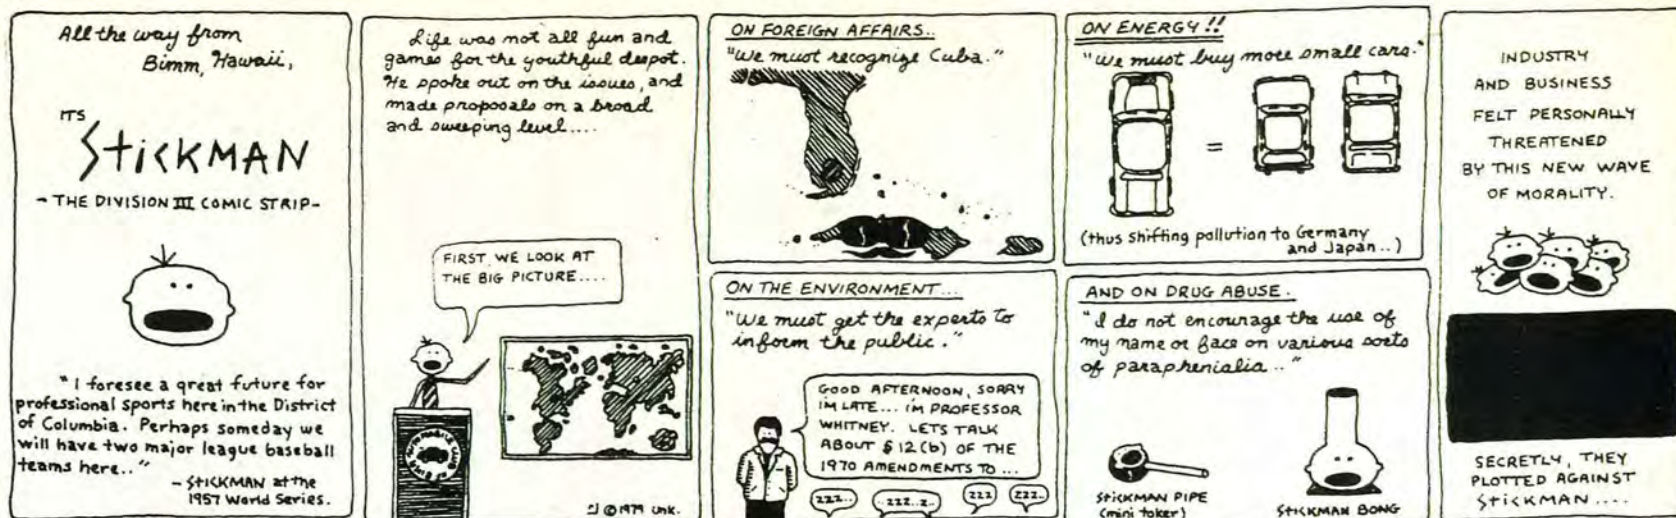 All the way from
Bimm, Hawaii,
ITS
STICKMAN
- THE DIVISION III COMIC STRIP -
"I foresee a great future for
professional sports here in the District
of Columbia. Perhaps someday we
will have two major league baseball
teams here.."
- STICKMAN at the
1957 World Series.
Life was not all fun and
games for the youthful despot.
He spoke out on the issues, and
made proposals on a broad
and sweeping level....
FIRST, WE LOOK AT
THE BIG PICTURE....
©1979 Unk.
ON FOREIGN AFFAIRS..
"We must recognize Cuba."
ON THE ENVIRONMENT...
"We must get the experts to
inform the public."
GOOD AFTERNOON, SORRY
I'M LATE... I'M PROFESSOR
WHITNEY. LETS TALK
ABOUT $12(b) OF THE
1970 AMENDMENTS TO ...
zzz..
..zzz..z..
zzz
zzz..
ON ENERGY!!
"We must buy more small cars."
=
(thus shifting pollution to Germany
and Japan..)
AND ON DRUG ABUSE.
"I do not encourage the use of
my name or face on various sorts
of paraphenialia.."
STICKMAN PIPE
(mini toker)
STICKMAN BONG
INDUSTRY
AND BUSINESS
FELT PERSONALLY
THREATENED
BY THIS NEW WAVE
OF MORALITY.
SECRETLY, THEY
PLOTTED AGAINST
STICKMAN....